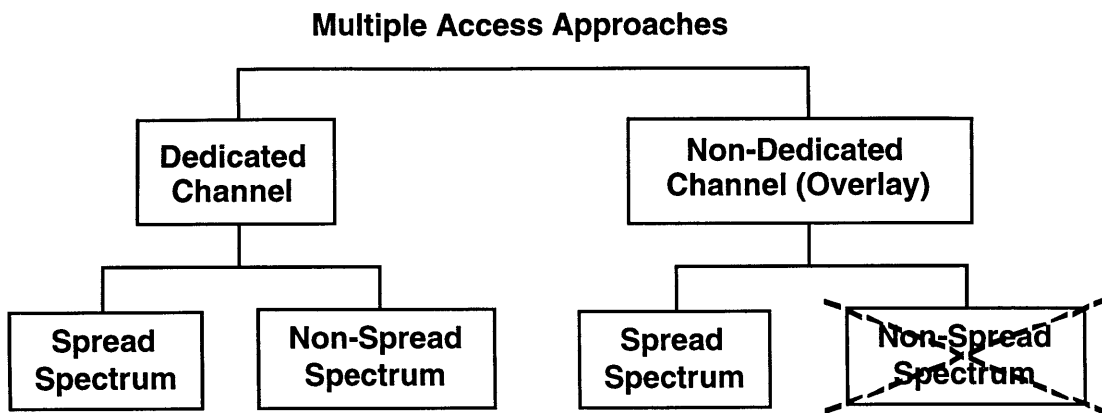 Multiple Access Approaches
Dedicated
Channel
Non-Dedicated
Channel (Overlay)
Spread
Spectrum
Non-Spread
Spectrum
Spread
Spectrum
Non-Spread
Spectrum